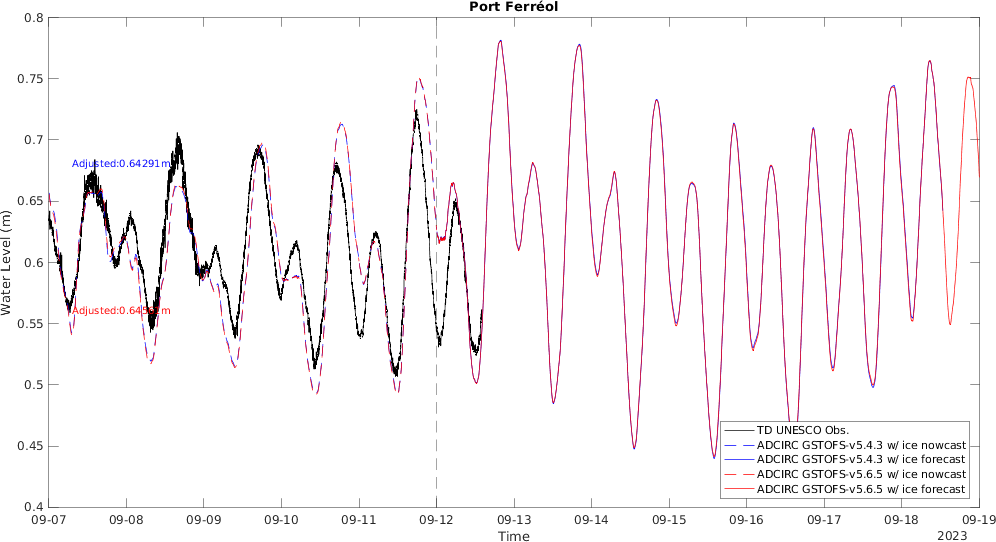 Port Ferréol
Water Level (m)
0.8
0.75
0.7
0.65
0.6
0.55
0.5
0.45
0.4
Adjusted:0.64291m
TD UNESCO Obs.
ADCIRC GSTOFS-v5.4.3 w/ ice nowcast
ADCIRC GSTOFS-v5.4.3 w/ ice forecast
ADCIRC GSTOFS-v5.6.5 w/ ice nowcast
ADCIRC GSTOFS-v5.6.5 w/ ice forecast
09-07 09-08 09-09 09-10 09-11 09-12 09-13 09-14 09-15 09-16 09-17 09-18 09-19
Time
2023